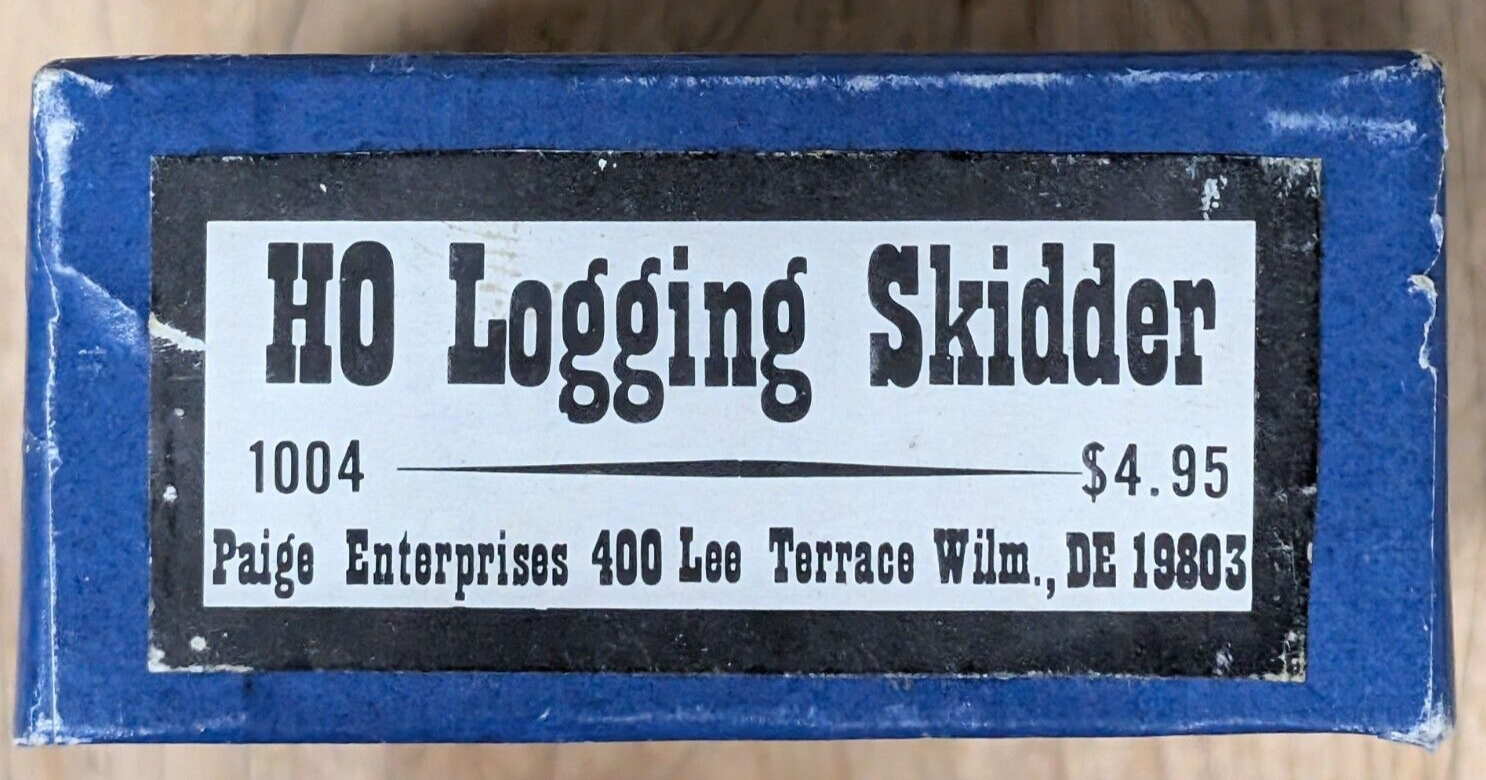 HO Logging Skidder
1004 $4.95
Paige Enterprises 400 Lee Terrace Wilm., DE 19803